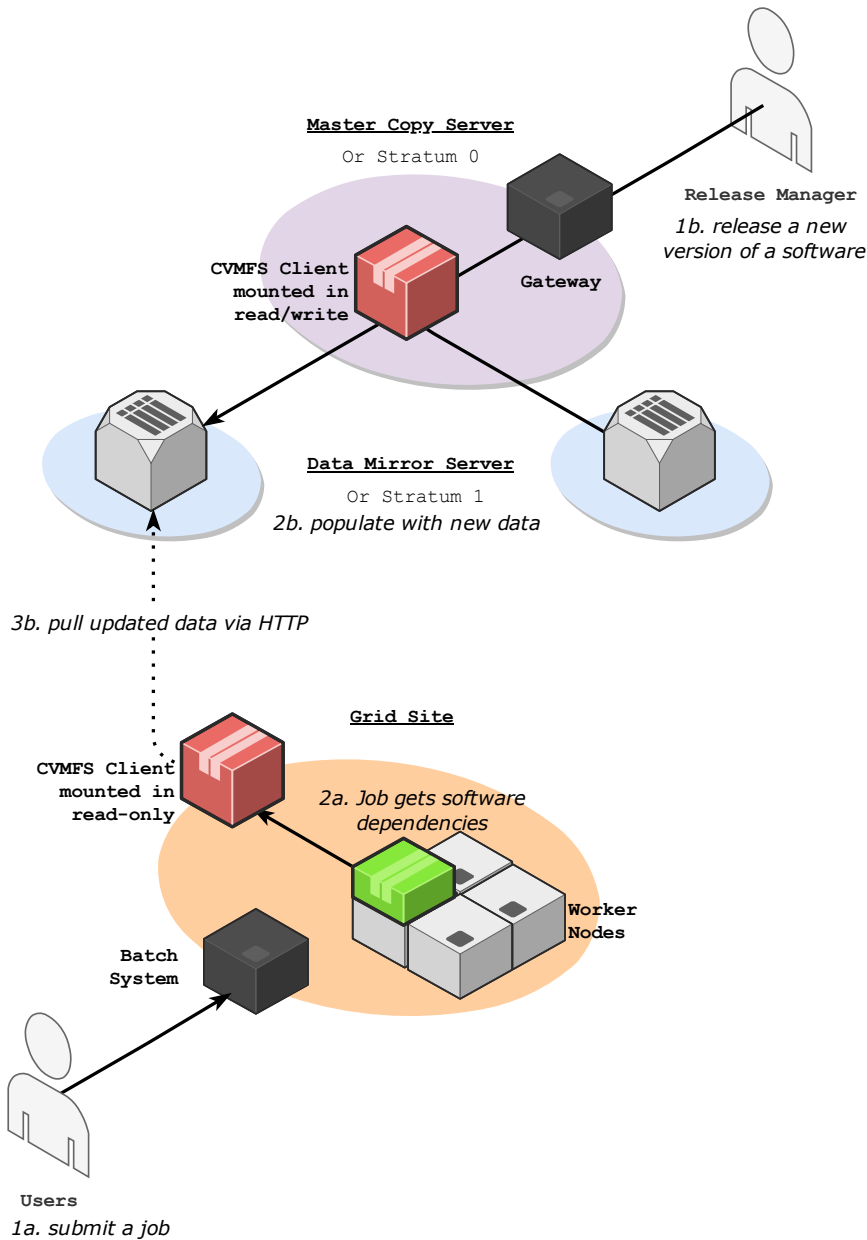 Master Copy Server
Or Stratum 0
Release Manager
1b. release a new
version of a software
CVMFS Client
mounted in
read/write
Gateway
Data Mirror Server
Or Stratum 1
2b. populate with new data
3b. pull updated data via HTTP
Grid Site
CVMFS Client
mounted in
read-only
2a. Job gets software
dependencies
Worker
Nodes
Batch
System
Users
1a. submit a job